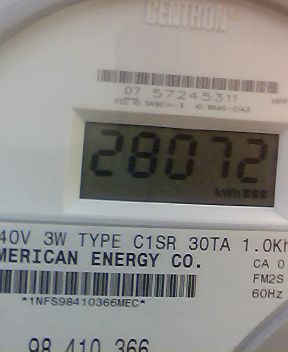 CENTRON®
07 57245311
28072
kWh
40V 3W TYPE C1SR 30TA 1.0Kh
MERICAN ENERGY CO.
CA 0
FM2S
60Hz
*1NFS98410366MEC*
98 410 366